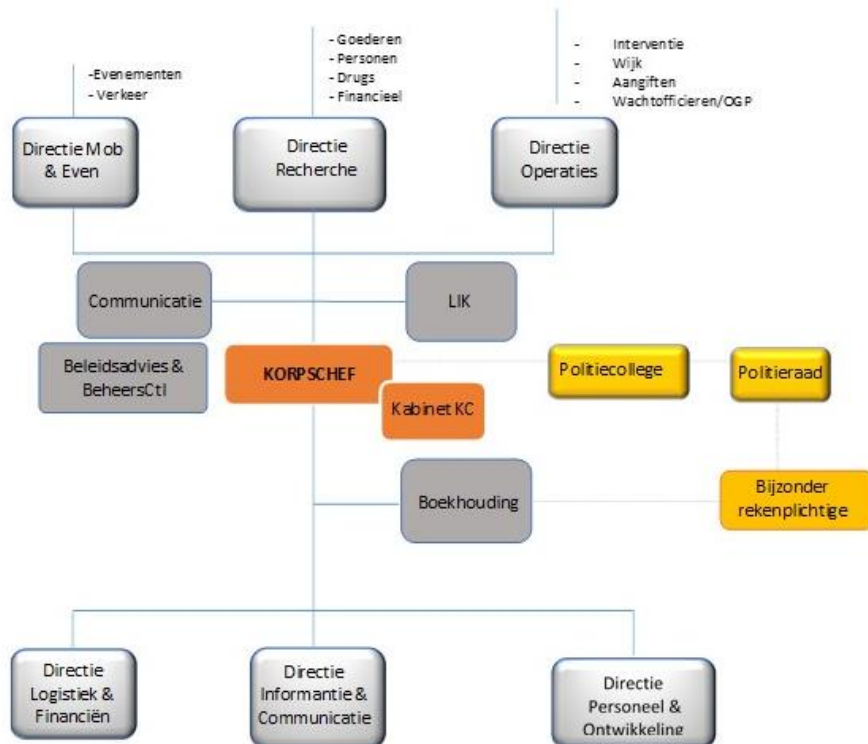 -Evenementen
- Verkeer
- Goederen
- Personen
- Drugs
- Financieel
- Interventie
- Wijk
- Aangiften
- Wachtofficieren/OGP
Directie Mob
& Even
Directie
Recherche
Directie
Operaties
Communicatie
LIK
Beleidsadvies &
BeheersCtl
KORPSCHEF
Kabinet KC
Politiecollege
Politieraad
Boekhouding
Bijzonder
rekenplichtige
Directie
Logistiek &
Financiën
Directie
Informantie &
Communicatie
Directie
Personeel &
Ontwikkeling